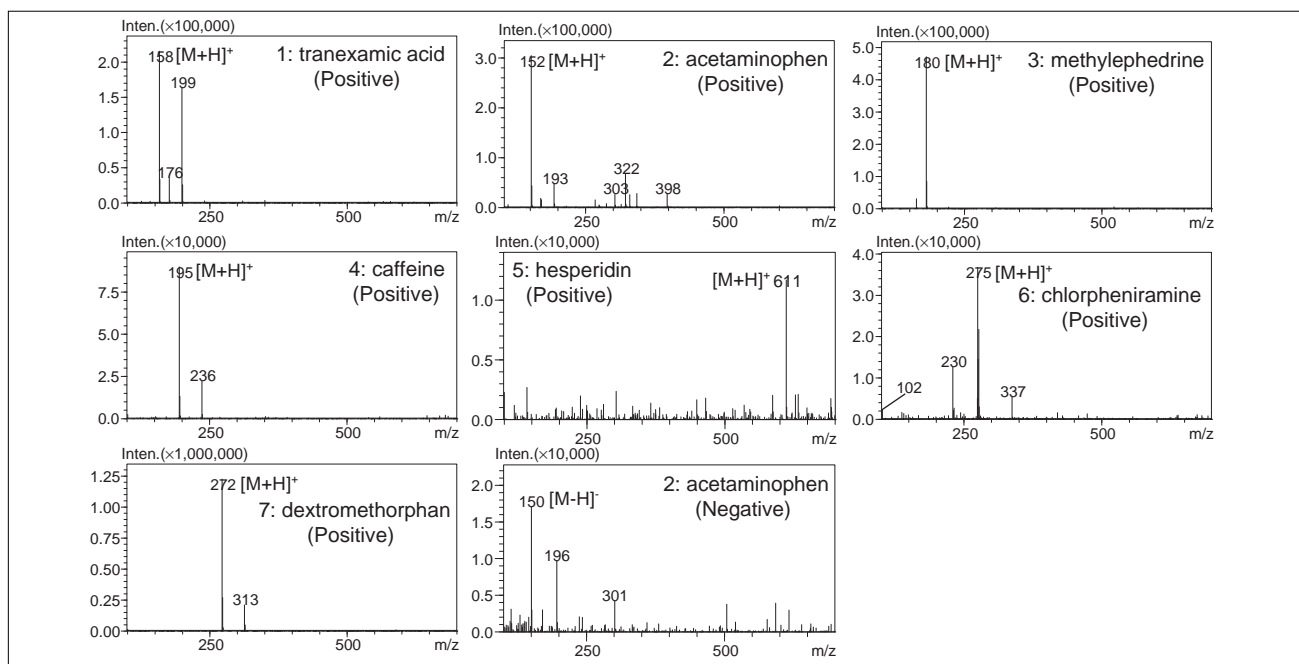 Inten.(×100,000)
1: tranexamic acid
(Positive)
158 [M+H]+
199
176
2.0
1.5
1.0
0.5
0.0
250
500
m/z
Inten.(×100,000)
2: acetaminophen
(Positive)
152 [M+H]+
193
303
322
398
3.0
2.0
1.0
0.0
250
500
m/z
Inten.(×100,000)
3: methylephedrine
(Positive)
180 [M+H]+
5.0
4.0
3.0
2.0
1.0
0.0
250
500
m/z
Inten.(×10,000)
4: caffeine
(Positive)
195 [M+H]+
236
7.5
5.0
2.5
0.0
250
500
m/z
Inten.(×10,000)
5: hesperidin
(Positive)
[M+H]+ 611
1.0
0.5
0.0
250
500
m/z
Inten.(×10,000)
6: chlorpheniramine
(Positive)
275 [M+H]+
230
102
337
4.0
3.0
2.0
1.0
0.0
250
500
m/z
Inten.(×1,000,000)
7: dextromethorphan
(Positive)
272 [M+H]+
313
1.25
1.00
0.75
0.50
0.25
0.00
250
500
m/z
Inten.(×10,000)
2: acetaminophen
(Negative)
150 [M-H]-
196
301
2.0
1.5
1.0
0.5
0.0
250
500
m/z